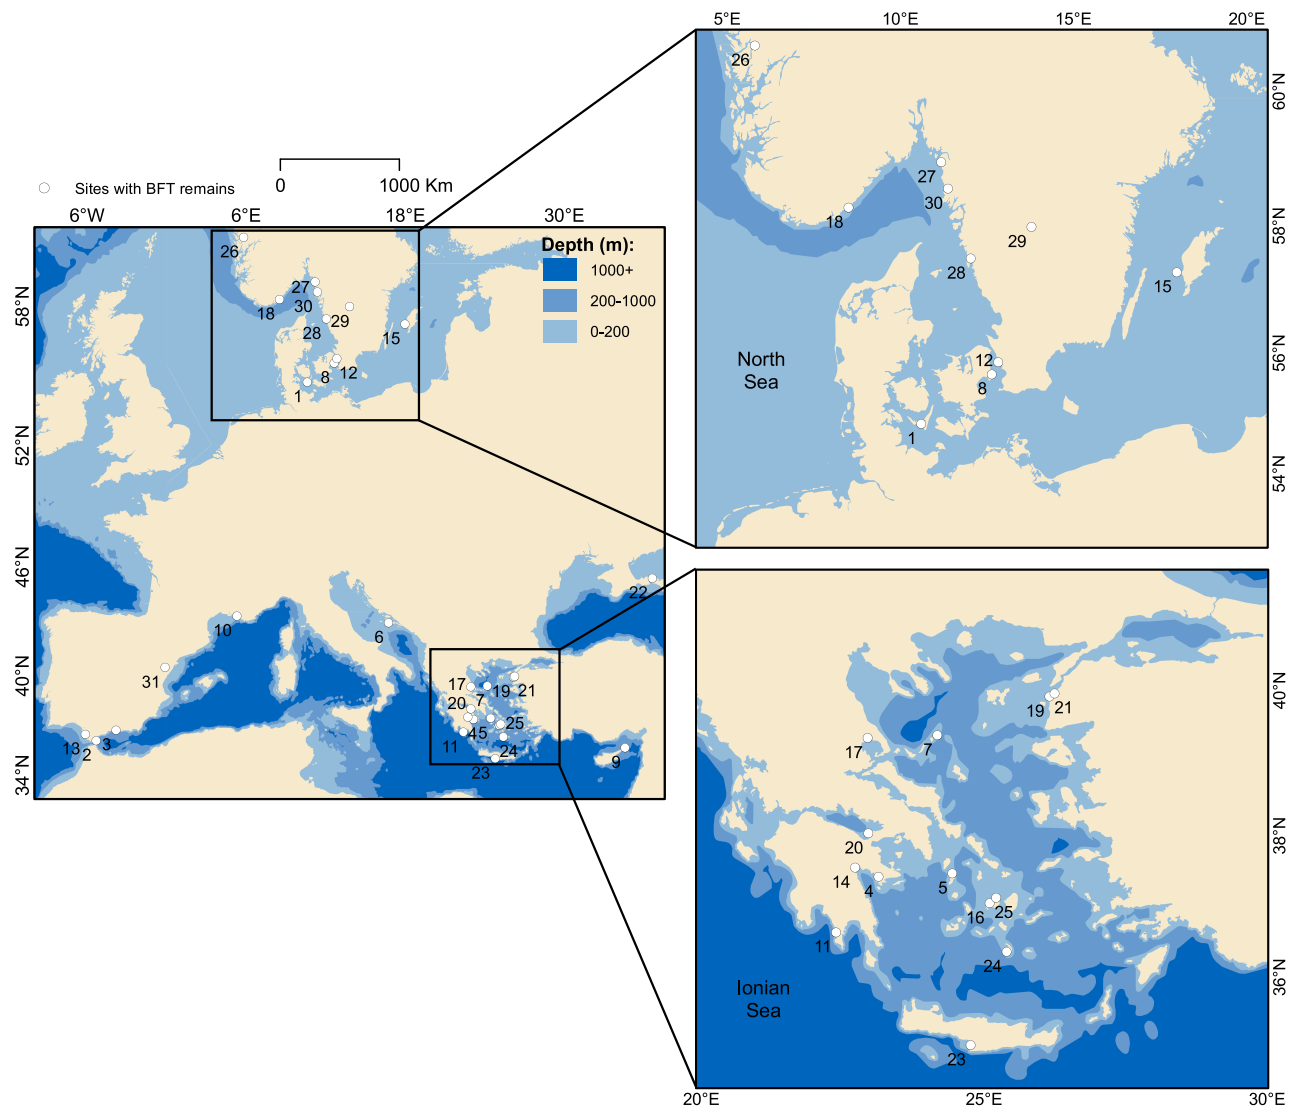 Sites with BFT remains
0
1000 Km
6°W
6°E
18°E
30°E
58°N
52°N
46°N
40°N
34°N
Depth (m):
1000+
200-1000
0-200
26
27
30
18
28
29
15
8
12
1
22
10
6
31
17
7
19
21
20
4
5
25
11
24
23
9
13
2
3
5°E
10°E
15°E
20°E
60°N
58°N
56°N
54°N
26
27
30
18
29
28
15
North
Sea
12
8
1
40°N
38°N
36°N
19
21
17
7
20
14
4
5
16
25
11
24
Ionian
Sea
23
20°E
25°E
30°E